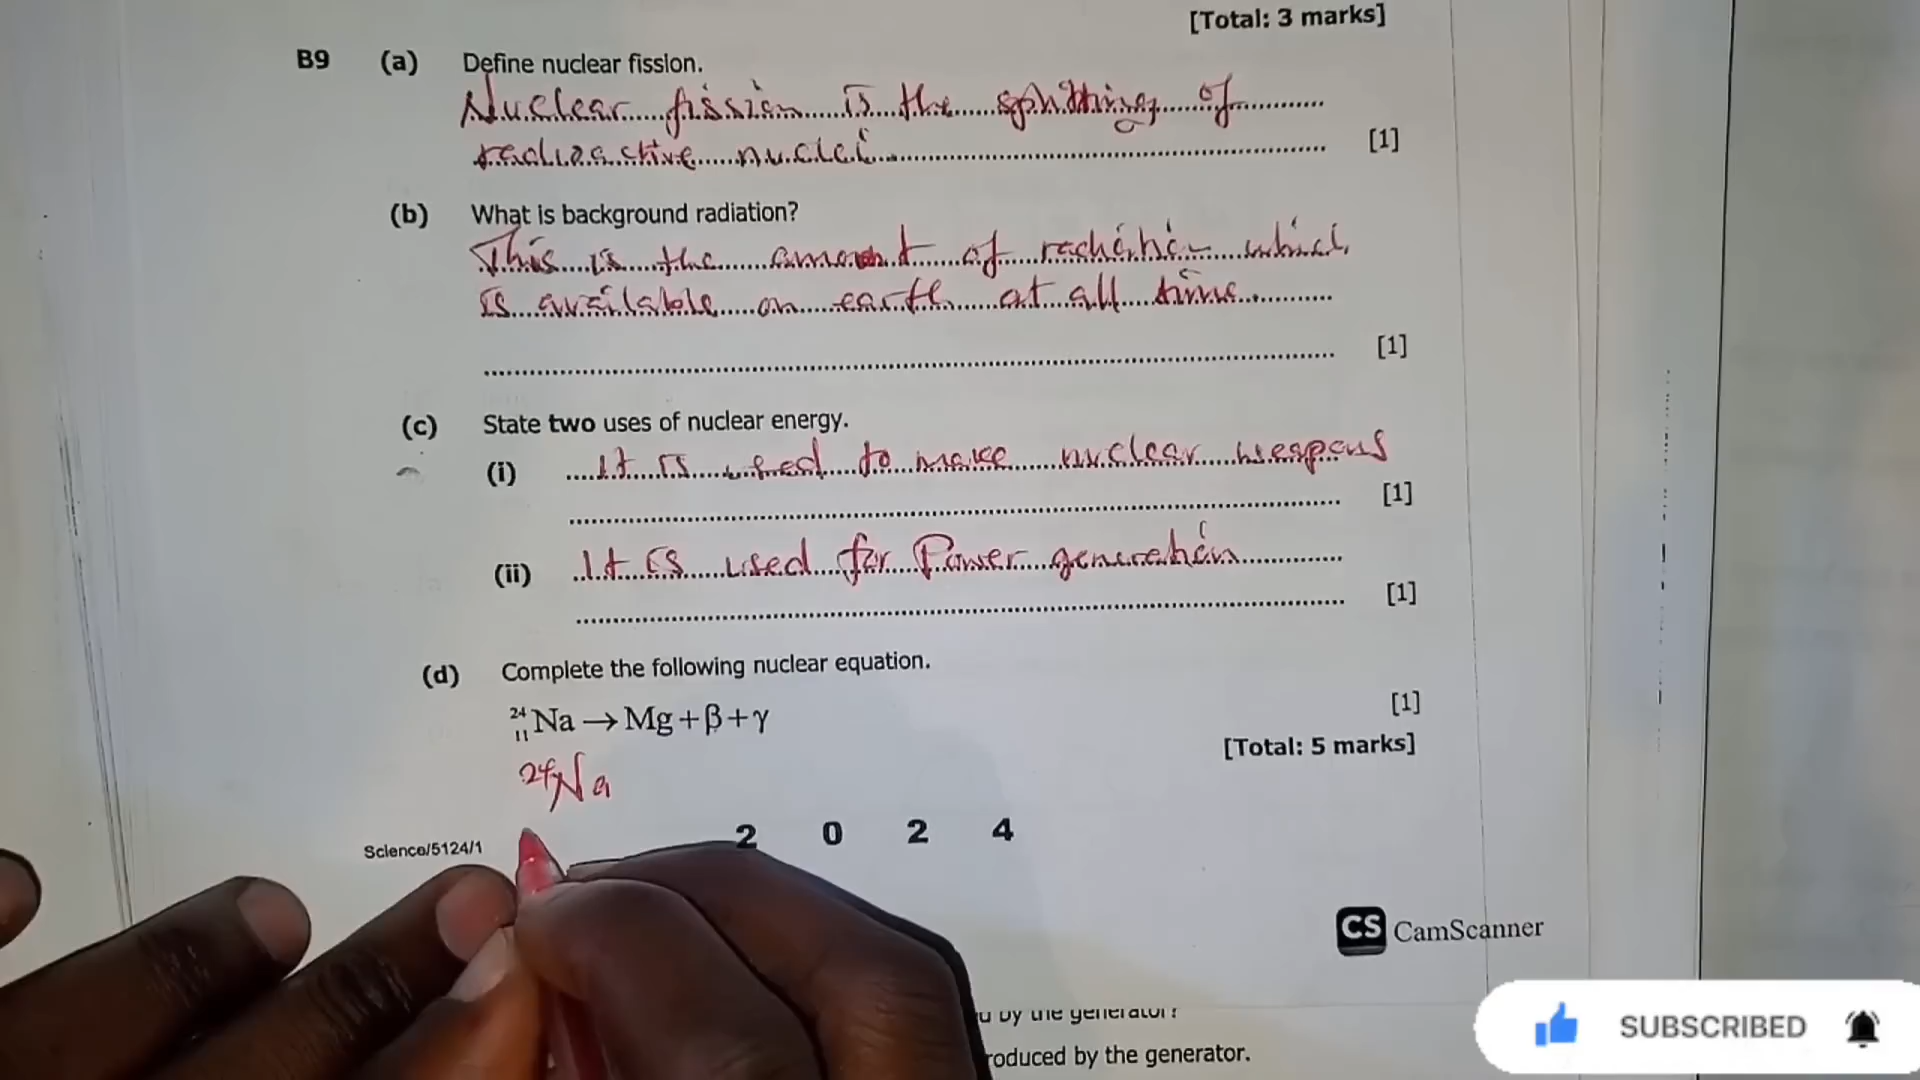 [Total: 3 marks]
B9 (a) Define nuclear fission.
Nuclear fission is the splitting of
radioactive nuclei [1]
(b) What is background radiation?
This is the amount of radiation which
is available on earth at all time. 
[1]
(c) State two uses of nuclear energy.
(i) It is used to make nuclear weapons
[1]
(ii) It is used for Power generation
[1]
(d) Complete the following nuclear equation.
²⁴₁₁Na → Mg + β + γ [1]
[Total: 5 marks]
²⁴Na
Science/5124/1 2 0 2 4
CS CamScanner
by the generator?
roduced by the generator.
SUBSCRIBED